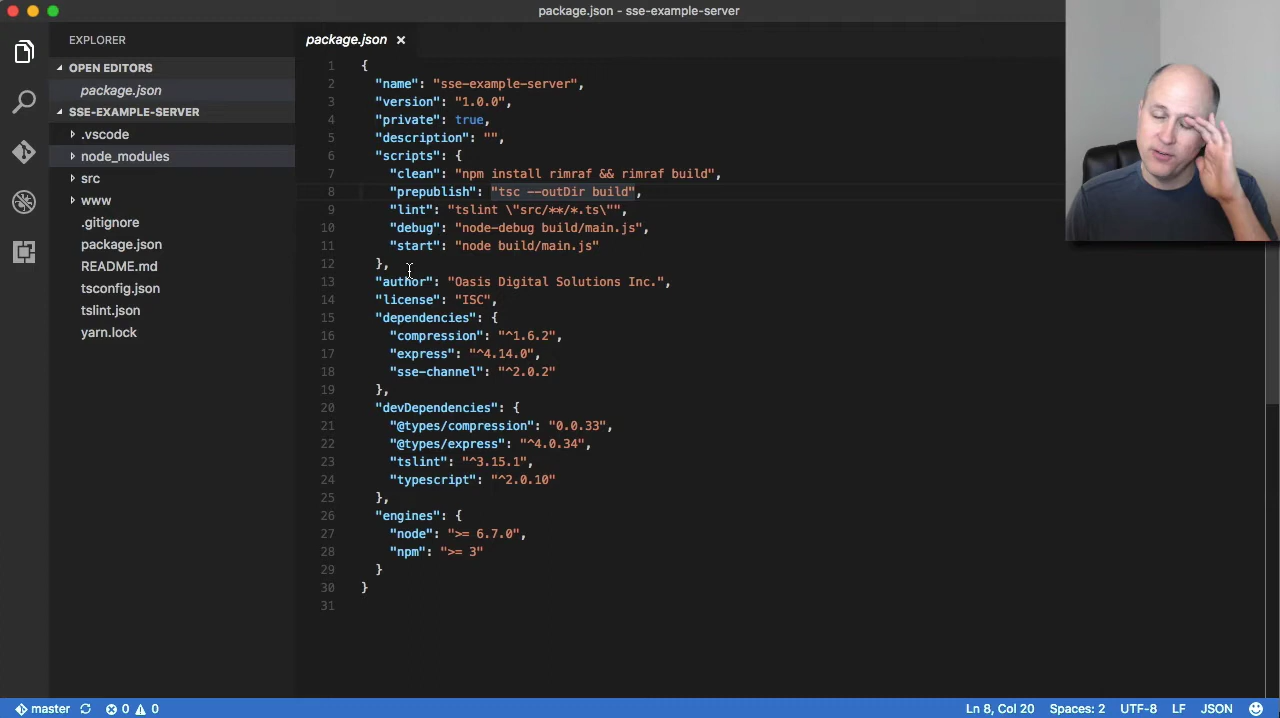 package.json - sse-example-server
EXPLORER
OPEN EDITORS
package.json
SSE-EXAMPLE-SERVER
.vscode
node_modules
src
www
.gitignore
package.json
README.md
tsconfig.json
tslint.json
yarn.lock
package.json ×
1 {
2 "name": "sse-example-server",
3 "version": "1.0.0",
4 "private": true,
5 "description": "",
6 "scripts": {
7 "clean": "npm install rimraf && rimraf build",
8 "prepublish": "tsc --outDir build",
9 "lint": "tslint \"src/**/*.ts\"",
10 "debug": "node-debug build/main.js",
11 "start": "node build/main.js"
12 },
13 "author": "Oasis Digital Solutions Inc.",
14 "license": "ISC",
15 "dependencies": {
16 "compression": "^1.6.2",
17 "express": "^4.14.0",
18 "sse-channel": "^2.0.2"
19 },
20 "devDependencies": {
21 "@types/compression": "0.0.33",
22 "@types/express": "^4.0.34",
23 "tslint": "^3.15.1",
24 "typescript": "^2.0.10"
25 },
26 "engines": {
27 "node": ">= 6.7.0",
28 "npm": ">= 3"
29 }
30 }
31
master 0 0 Ln 8, Col 20 Spaces: 2 UTF-8 LF JSON